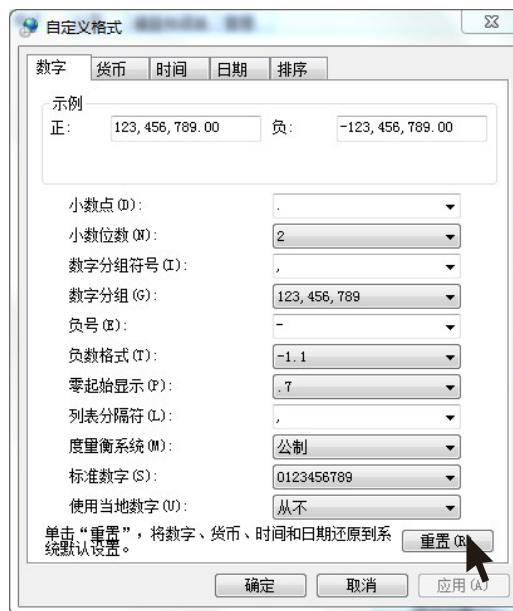 自定义格式
数字 货币 时间 日期 排序
示例
正: 123,456,789.00 负: -123,456,789.00
小数点(D): .
小数位数(N): 2
数字分组符号(I): ,
数字分组(G): 123,456,789
负号(E): -
负数格式(T): -1.1
零起始显示(P): .7
列表分隔符(L): ,
度量衡系统(M): 公制
标准数字(S): 0123456789
使用当地数字(U): 从不
单击“重置”，将数字、货币、时间和日期还原到系
统默认设置。
重置(R)
确定 取消 应用(A)